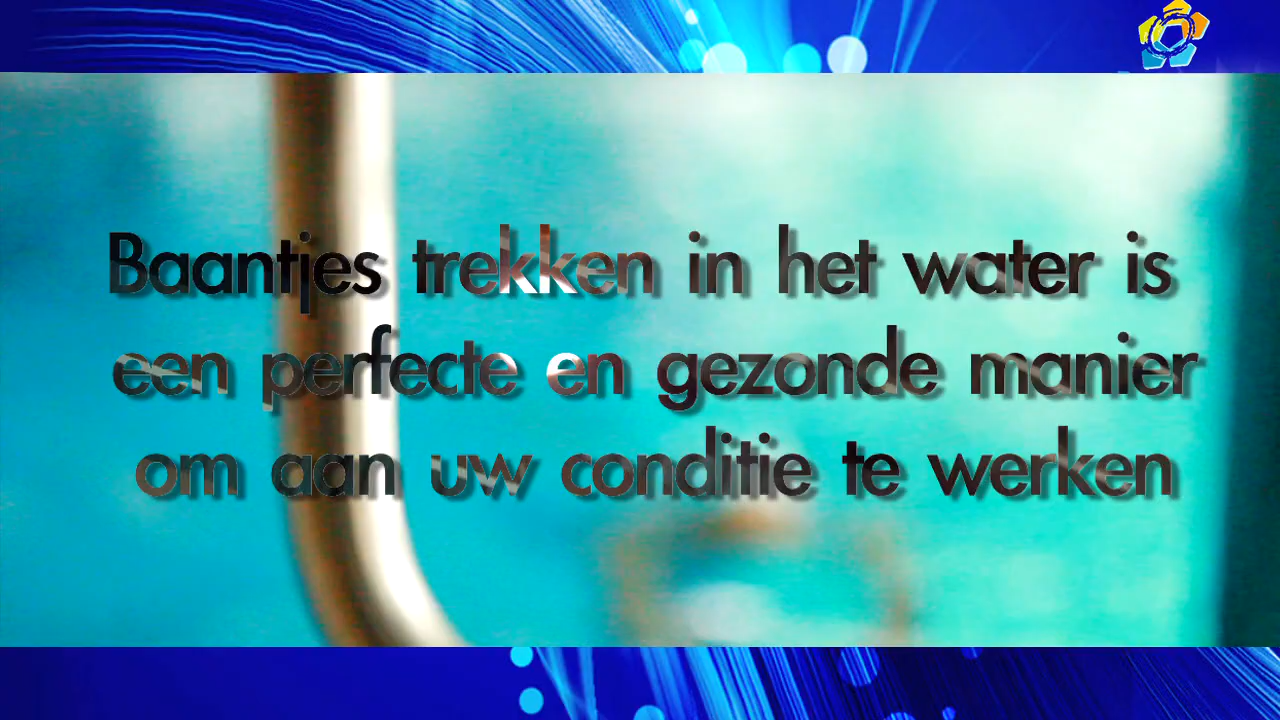 Baantjes trekken in het water is
een perfecte en gezonde manier
om aan uw conditie te werken